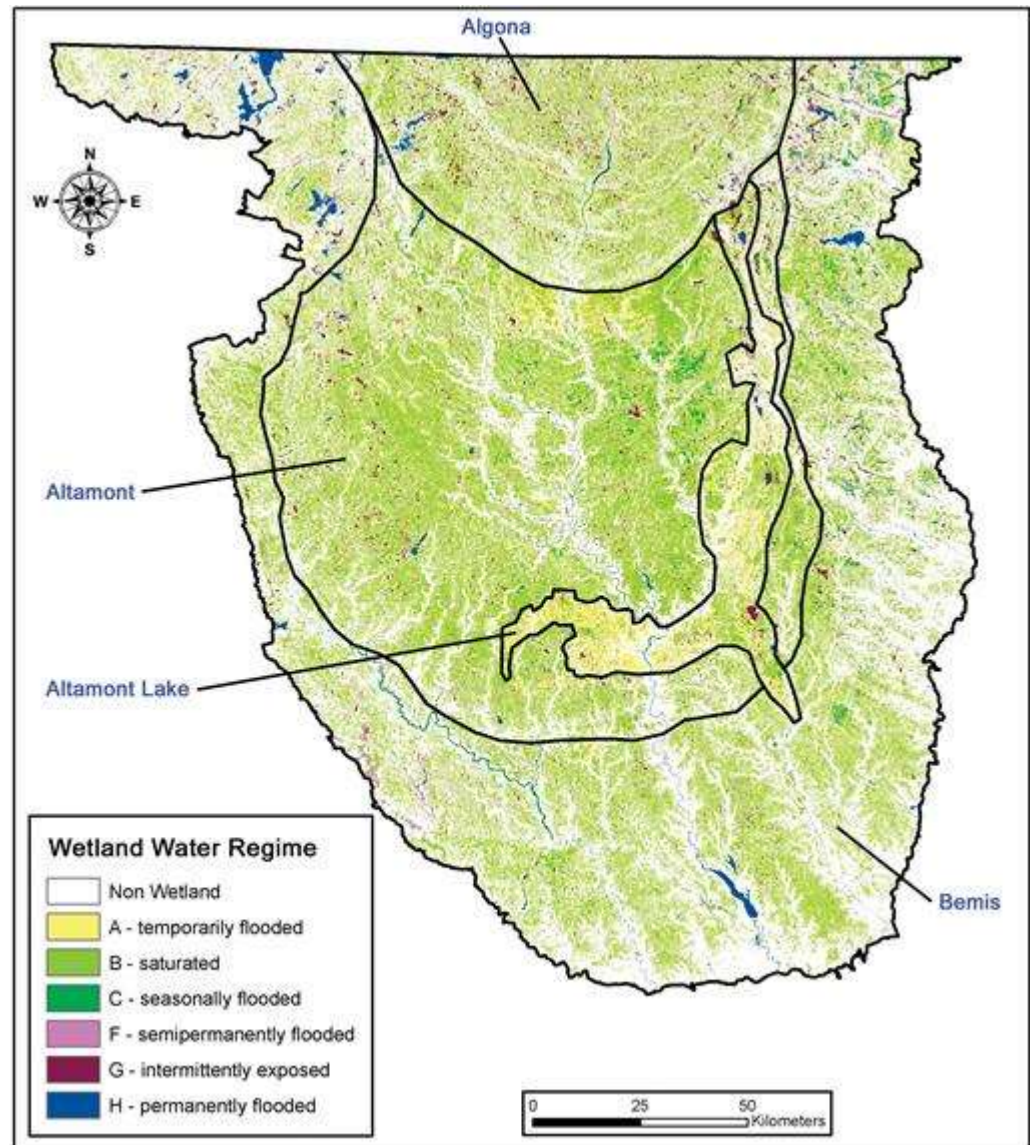 Algona
N
W
E
S
Altamont
Altamont Lake
Bemis
Wetland Water Regime
Non Wetland
A - temporarily flooded
B - saturated
C - seasonally flooded
F - semipermanently flooded
G - intermittently exposed
H - permanently flooded
0 25 50
Kilometers